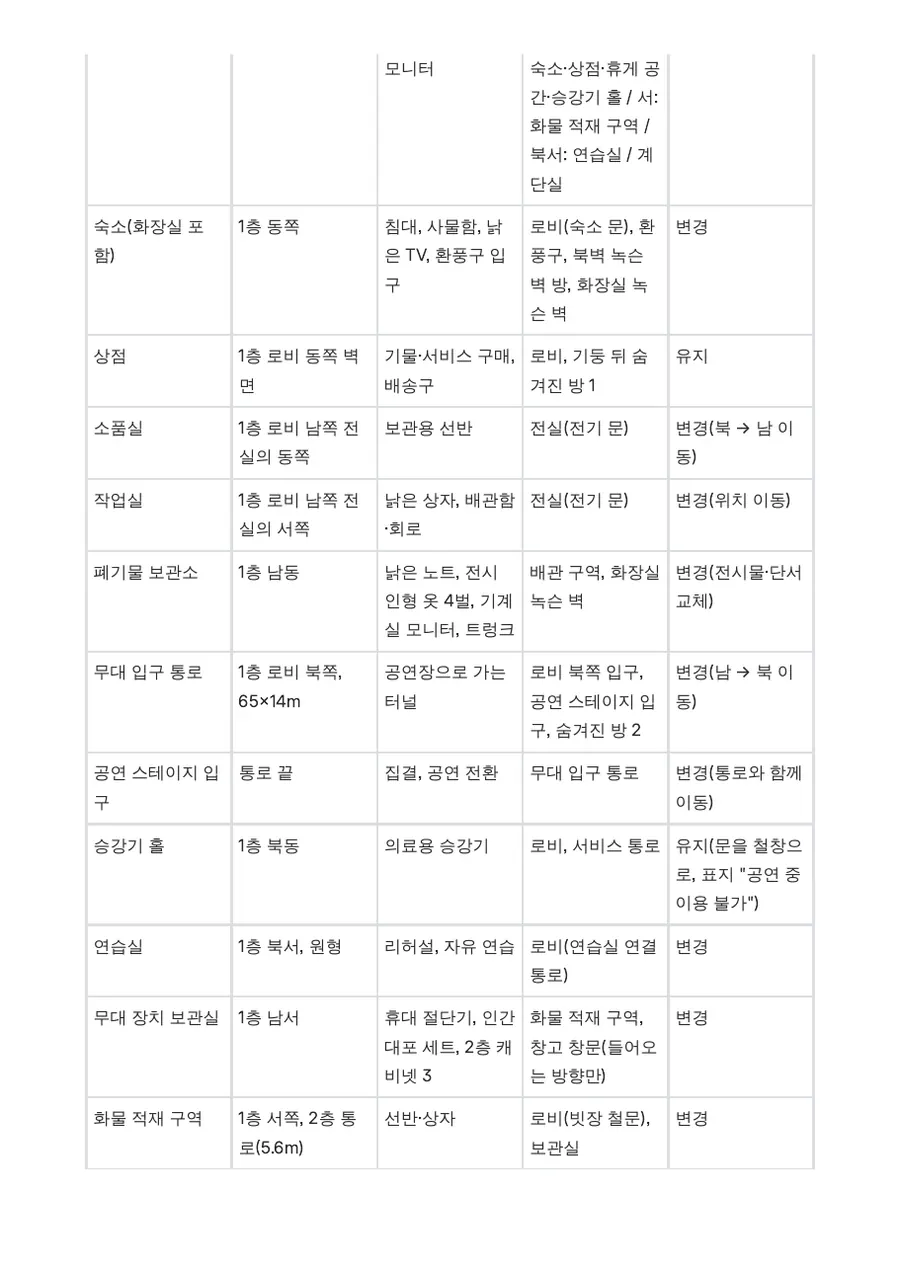 모니터
숙소·상점·휴게 공
간·승강기 홀 / 서:
화물 적재 구역 /
북서: 연습실 / 계
단실
숙소(화장실 포
함)
1층 동쪽
침대, 사물함, 낡
은 TV, 환풍구 입
구
로비(숙소 문), 환
풍구, 북벽 녹슨
벽 방, 화장실 녹
슨 벽
변경
상점
1층 로비 동쪽 벽
면
기물·서비스 구매,
배송구
로비, 기둥 뒤 숨
겨진 방 1
유지
소품실
1층 로비 남쪽 전
실의 동쪽
보관용 선반
전실(전기 문)
변경(북 → 남 이
동)
작업실
1층 로비 남쪽 전
실의 서쪽
낡은 상자, 배관함
·회로
전실(전기 문)
변경(위치 이동)
폐기물 보관소
1층 남동
낡은 노트, 전시
인형 옷 4벌, 기계
실 모니터, 트렁크
배관 구역, 화장실
녹슨 벽
변경(전시물·단서
교체)
무대 입구 통로
1층 로비 북쪽,
65×14m
공연장으로 가는
터널
로비 북쪽 입구,
공연 스테이지 입
구, 숨겨진 방 2
변경(남 → 북 이
동)
공연 스테이지 입
구
통로 끝
집결, 공연 전환
무대 입구 통로
변경(통로와 함께
이동)
승강기 홀
1층 북동
의료용 승강기
로비, 서비스 통로
유지(문을 철창으
로, 표지 "공연 중
이용 불가")
연습실
1층 북서, 원형
리허설, 자유 연습
로비(연습실 연결
통로)
변경
무대 장치 보관실
1층 남서
휴대 절단기, 인간
대포 세트, 2층 캐
비넷 3
화물 적재 구역,
창고 창문(들어오
는 방향만)
변경
화물 적재 구역
1층 서쪽, 2층 통
로(5.6m)
선반·상자
로비(빗장 철문),
보관실
변경